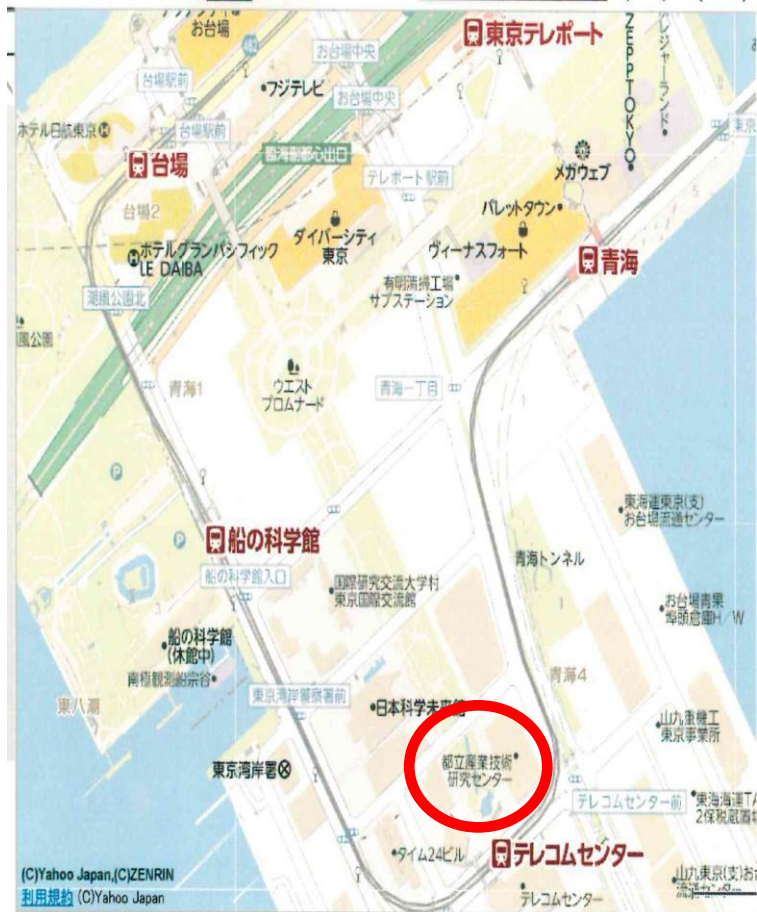 お台場
482
東京テレポート
お台場中央
ZEPPTOKYO
レジャーランド
台場駅前
フジテレビ
お台場中央
ホテル日航東京
台場駅前
東京
臨海副都心出口
台場
メガウェブ
テレポート駅前
台場2
パレットタウン
ダイバーシティ
東京
ホテルグランパシフィック
LE DAIBA
ヴィーナスフォート
青海
有明清掃工場
サブステーション
潮風公園北
風公園
青海1
ウエスト
プロムナード
青海一丁目
P
東海運東京(支)
お台場流通センター
船の科学館
P
青海トンネル
船の科学館入口
国際研究交流大学村
東京国際交流館
1
お台場青果
埠頭倉庫H/W
船の科学館
(休館中)
南極観測船宗谷
青海4
東八潮
東京湾岸警察署前
日本科学未来館
山九重機工
東京事業所
都立産業技術
研究センター
東京湾岸署
テレコムセンター前
東海海運TA
2保税蔵置場
タイム24ビル
テレコムセンター
(C)Yahoo Japan,(C)ZENRIN
山九東京(支)お台
流通センター
利用規約 (C)Yahoo Japan
テレコムセンター